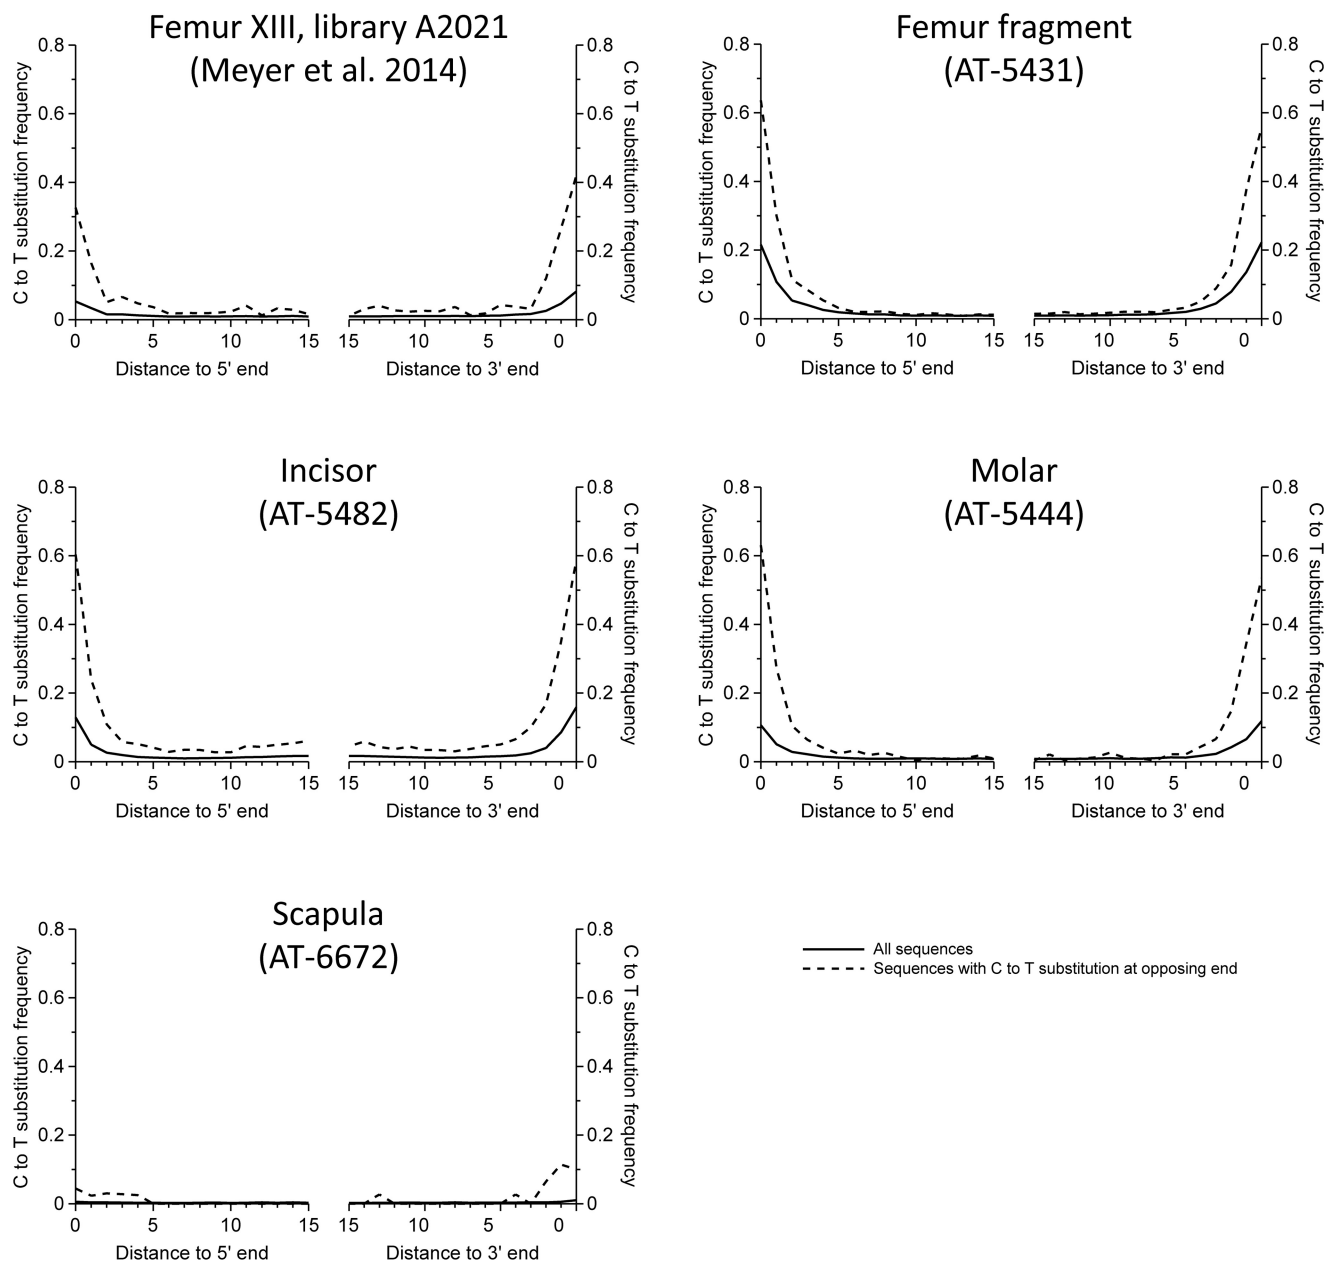 Femur XIII, library A2021
(Meyer et al. 2014)
C to T substitution frequency
0.8
0.6
0.4
0.2
0
0 5 10 15
Distance to 5' end
15 10 5 0
Distance to 3' end
0.8
0.6
0.4
0.2
0
C to T substitution frequency
Femur fragment
(AT-5431)
C to T substitution frequency
0.8
0.6
0.4
0.2
0
0 5 10 15
Distance to 5' end
15 10 5 0
Distance to 3' end
0.8
0.6
0.4
0.2
0
C to T substitution frequency
Incisor
(AT-5482)
C to T substitution frequency
0.8
0.6
0.4
0.2
0
0 5 10 15
Distance to 5' end
15 10 5 0
Distance to 3' end
0.8
0.6
0.4
0.2
0
C to T substitution frequency
Molar
(AT-5444)
C to T substitution frequency
0.8
0.6
0.4
0.2
0
0 5 10 15
Distance to 5' end
15 10 5 0
Distance to 3' end
0.8
0.6
0.4
0.2
0
C to T substitution frequency
Scapula
(AT-6672)
C to T substitution frequency
0.8
0.6
0.4
0.2
0
0 5 10 15
Distance to 5' end
15 10 5 0
Distance to 3' end
0.8
0.6
0.4
0.2
0
C to T substitution frequency
All sequences
Sequences with C to T substitution at opposing end